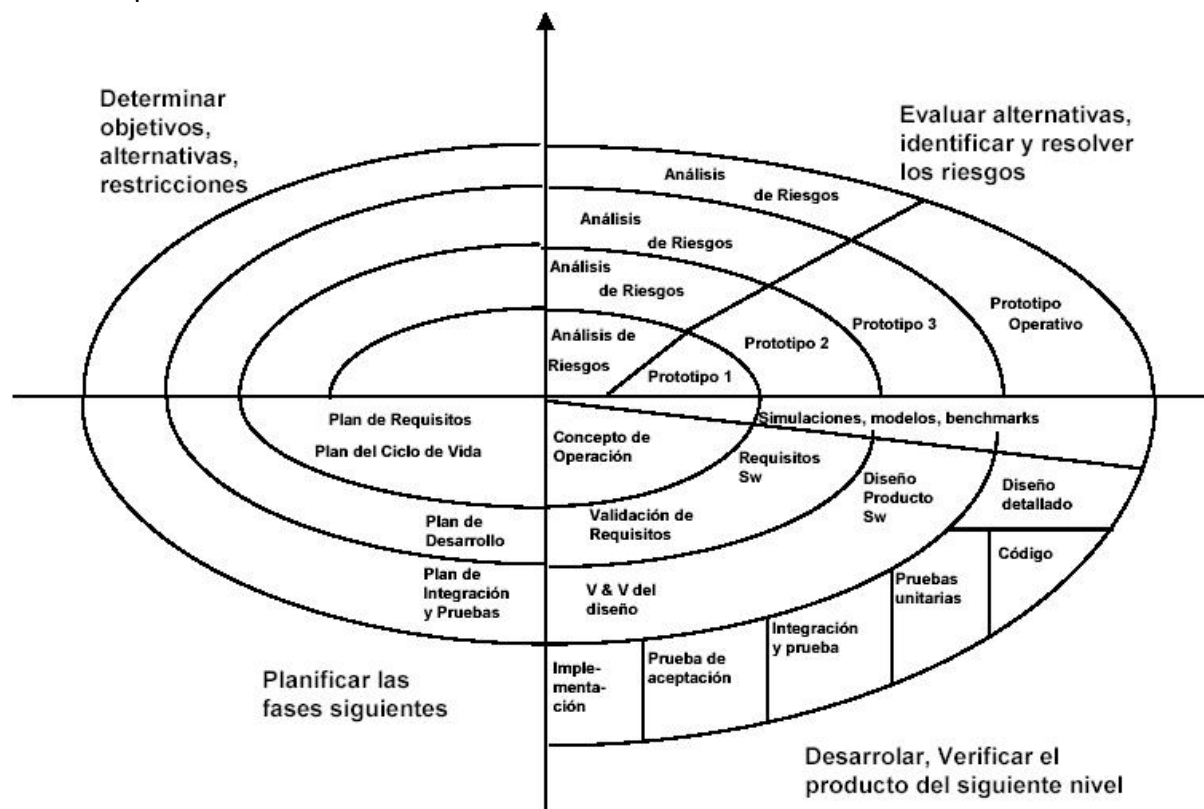 Determinar
objetivos,
alternativas,
restricciones
Evaluar alternativas,
identificar y resolver
los riesgos
Análisis
de Riesgos
Análisis
de Riesgos
Análisis
de Riesgos
Análisis de
Riesgos
Prototipo 1
Prototipo 2
Prototipo 3
Prototipo
Operativo
Simulaciones, modelos, benchmarks
Plan de Requisitos
Plan del Ciclo de Vida
Concepto de
Operación
Requisitos
Sw
Diseño
Producto
Sw
Diseño
detallado
Plan de
Desarrollo
Validación de
Requisitos
Código
Plan de
Integración
y Pruebas
V & V del
diseño
Pruebas
unitarias
Integración
y prueba
Prueba de
aceptación
Imple-
menta-
ción
Planificar las
fases siguientes
Desarrolar, Verificar el
producto del siguiente nivel